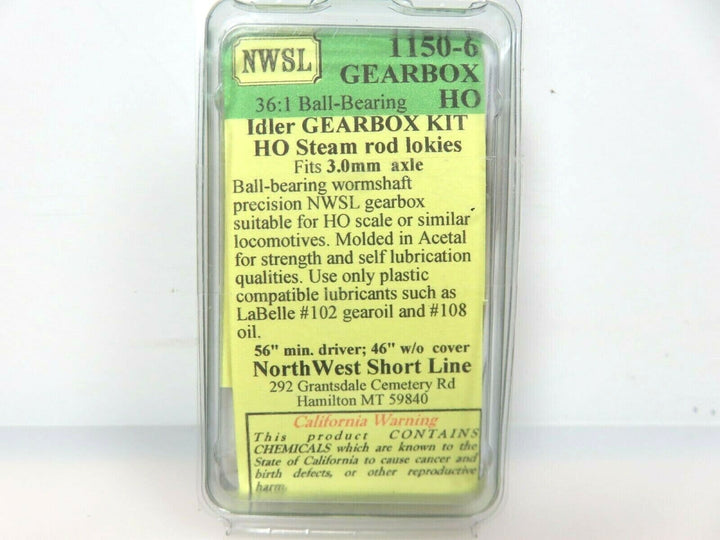 NWSL
1150-6
GEARBOX
36:1 Ball-Bearing HO
Idler GEARBOX KIT
HO Steam rod lokies
Fits 3.0mm axle
Ball-bearing wormshaft
precision NWSL gearbox
suitable for HO scale or similar
locomotives. Molded in Acetal
for strength and self lubrication
qualities. Use only plastic
compatible lubricants such as
LaBelle #102 gearoil and #108
oil.
56" min. driver; 46" w/o cover
NorthWest Short Line
292 Grantsdale Cemetery Rd
Hamilton MT 59840
California Warning
This product CONTAINS
CHEMICALS which are known to the
State of California to cause cancer and
birth defects, or other reproductive
harm.